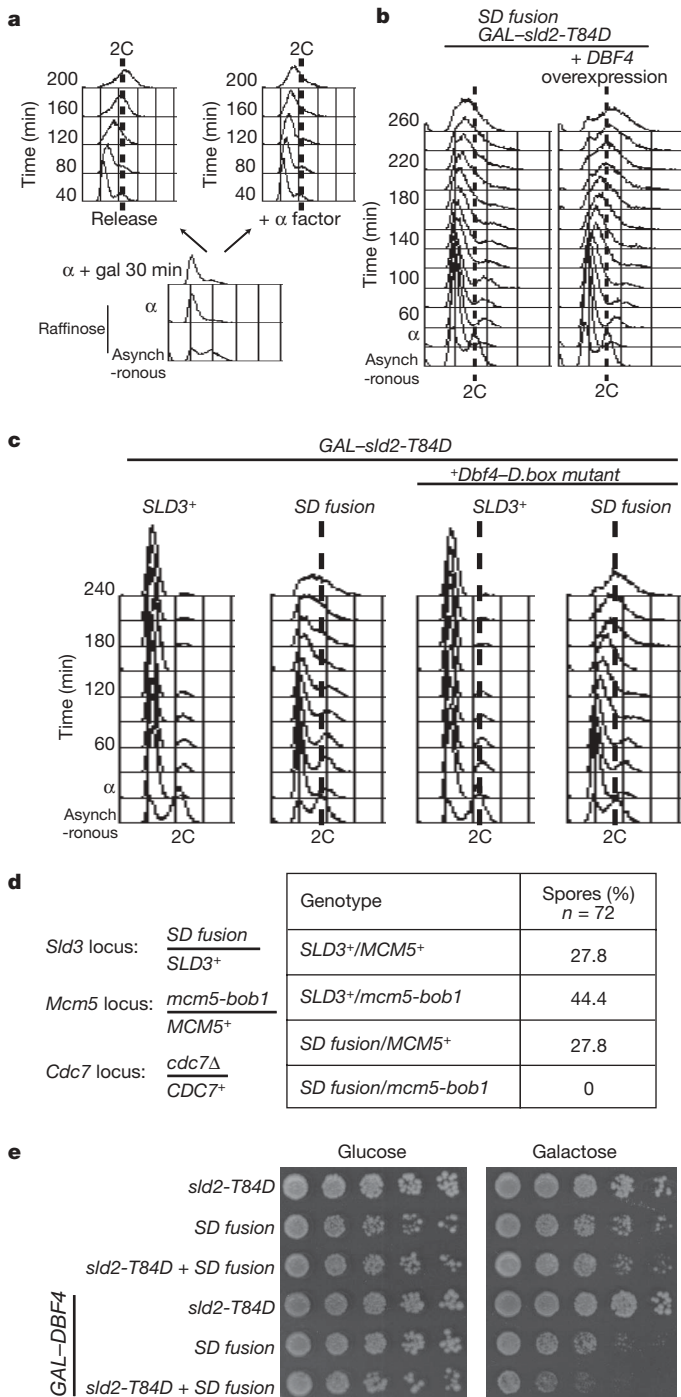 a
2C
2C
Time (min)
200
160
120
80
40
Release
Time (min)
200
160
120
80
40
+ α factor
α + gal 30 min
α
Raffinose
Asynch
-ronous
b
SD fusion
GAL–sld2-T84D
+ DBF4
overexpression
Time (min)
260
220
180
140
100
60
α
Asynch
-ronous
2C
2C
c
GAL–sld2-T84D
+Dbf4–D.box mutant
SLD3+
SD fusion
SLD3+
SD fusion
Time (min)
240
180
120
60
α
Asynch
-ronous
2C
2C
2C
2C
d
Sld3 locus: SD fusion
SLD3+
Mcm5 locus: mcm5-bob1
MCM5+
Cdc7 locus: cdc7Δ
CDC7+
Genotype
Spores (%)
n = 72
SLD3+/MCM5+ 27.8
SLD3+/mcm5-bob1 44.4
SD fusion/MCM5+ 27.8
SD fusion/mcm5-bob1 0
e
Glucose
Galactose
sld2-T84D
SD fusion
sld2-T84D + SD fusion
GAL–DBF4
sld2-T84D
SD fusion
sld2-T84D + SD fusion